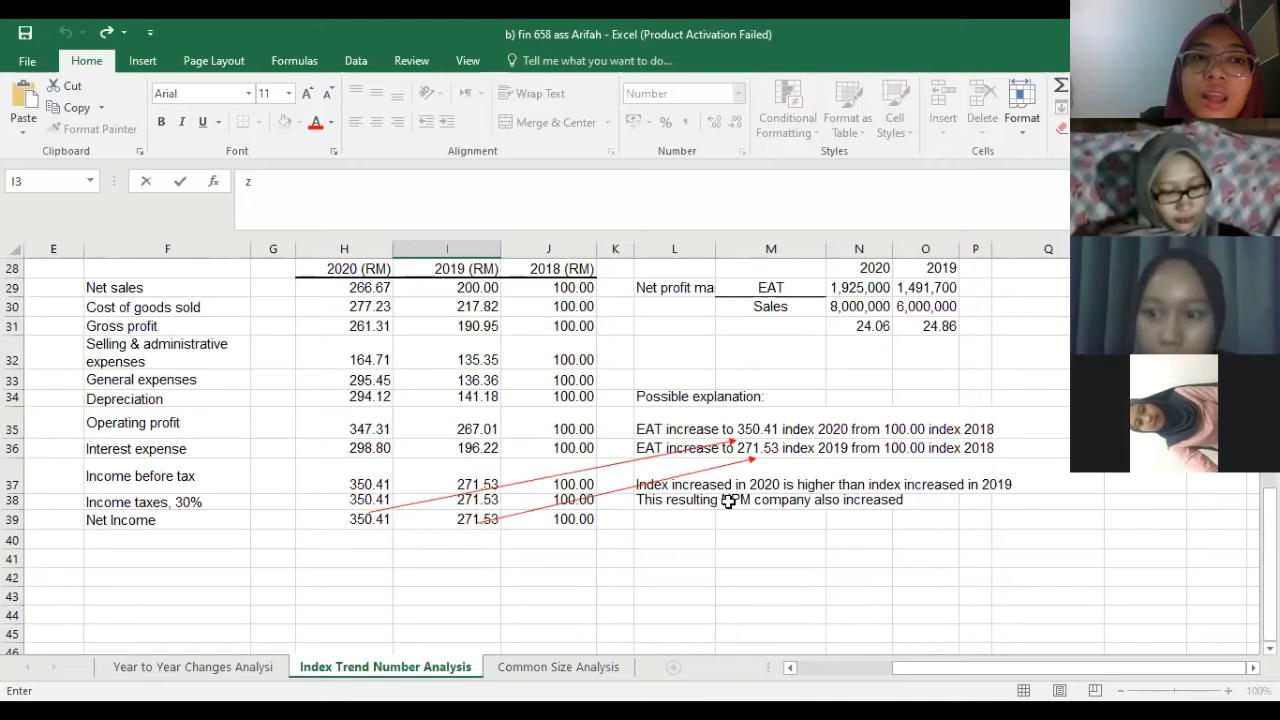 b) fin 658 ass Arifah - Excel (Product Activation Failed)
File Home Insert Page Layout Formulas Data Review View Tell me what you want to do...
Paste Cut Copy Format Painter Clipboard
Arial 11 A A B I U A Font
Wrap Text Merge & Center Alignment
Number % , Number
Conditional Formatting Format as Table Cell Styles Styles
Insert Delete Format Cells Σ
I3 fx z
E F G H I J K L M N O P Q
28 2020 (RM) 2019 (RM) 2018 (RM) 2020 2019
29 Net sales 266.67 200.00 100.00 Net profit ma EAT 1,925,000 1,491,700
30 Cost of goods sold 277.23 217.82 100.00 Sales 8,000,000 6,000,000
31 Gross profit 261.31 190.95 100.00 24.06 24.86
Selling & administrative
32 expenses 164.71 135.35 100.00
33 General expenses 295.45 136.36 100.00
34 Depreciation 294.12 141.18 100.00 Possible explanation:
35 Operating profit 347.31 267.01 100.00 EAT increase to 350.41 index 2020 from 100.00 index 2018
36 Interest expense 298.80 196.22 100.00 EAT increase to 271.53 index 2019 from 100.00 index 2018
37 Income before tax 350.41 271.53 100.00 Index increased in 2020 is higher than index increased in 2019
38 Income taxes, 30% 350.41 271.53 100.00 This resulting PM company also increased
39 Net Income 350.41 271.53 100.00
40
41
42
43
44
45
46
Year to Year Changes Analysi Index Trend Number Analysis Common Size Analysis
Enter 100%